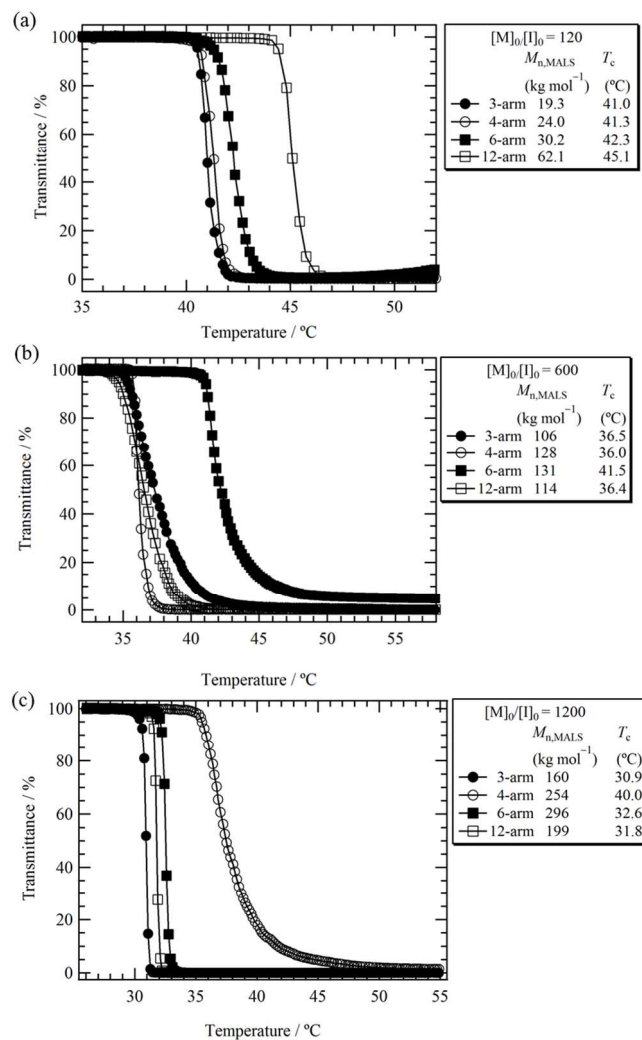 (a)
100
80
60
40
20
0
Transmittance / %
35
40
45
50
Temperature / ºC
[M]₀/[I]₀ = 120
Mₙ,MALS T꜀
(kg mol⁻¹) (ºC)
3-arm 19.3 41.0
4-arm 24.0 41.3
6-arm 30.2 42.3
12-arm 62.1 45.1
(b)
100
80
60
40
20
0
Transmittance / %
35
40
45
50
55
Temperature / ºC
[M]₀/[I]₀ = 600
Mₙ,MALS T꜀
(kg mol⁻¹) (ºC)
3-arm 106 36.5
4-arm 128 36.0
6-arm 131 41.5
12-arm 114 36.4
(c)
100
80
60
40
20
0
Transmittance / %
30
35
40
45
50
55
Temperature / ºC
[M]₀/[I]₀ = 1200
Mₙ,MALS T꜀
(kg mol⁻¹) (ºC)
3-arm 160 30.9
4-arm 254 40.0
6-arm 296 32.6
12-arm 199 31.8